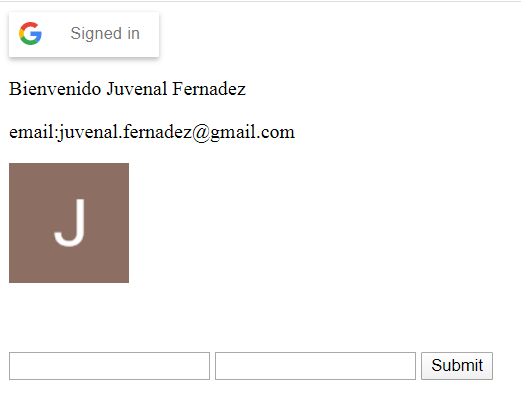 Signed in
Bienvenido Juvenal Fernadez
email:juvenal.fernadez@gmail.com
J
Submit